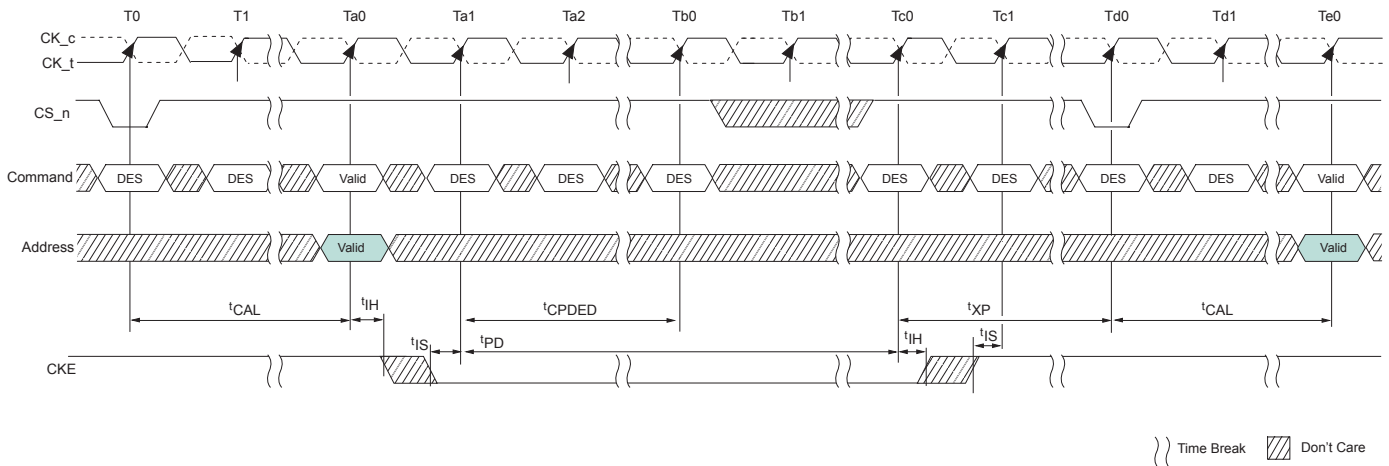 T0 T1 Ta0 Ta1 Ta2 Tb0 Tb1 Tc0 Tc1 Td0 Td1 Te0
CK_c
CK_t
CS_n
Command DES DES Valid DES DES DES DES DES DES DES Valid
Address Valid Valid
tCAL tIH tCPDED tXP tCAL
tIS tPD tIH tIS
CKE
Time Break Don't Care